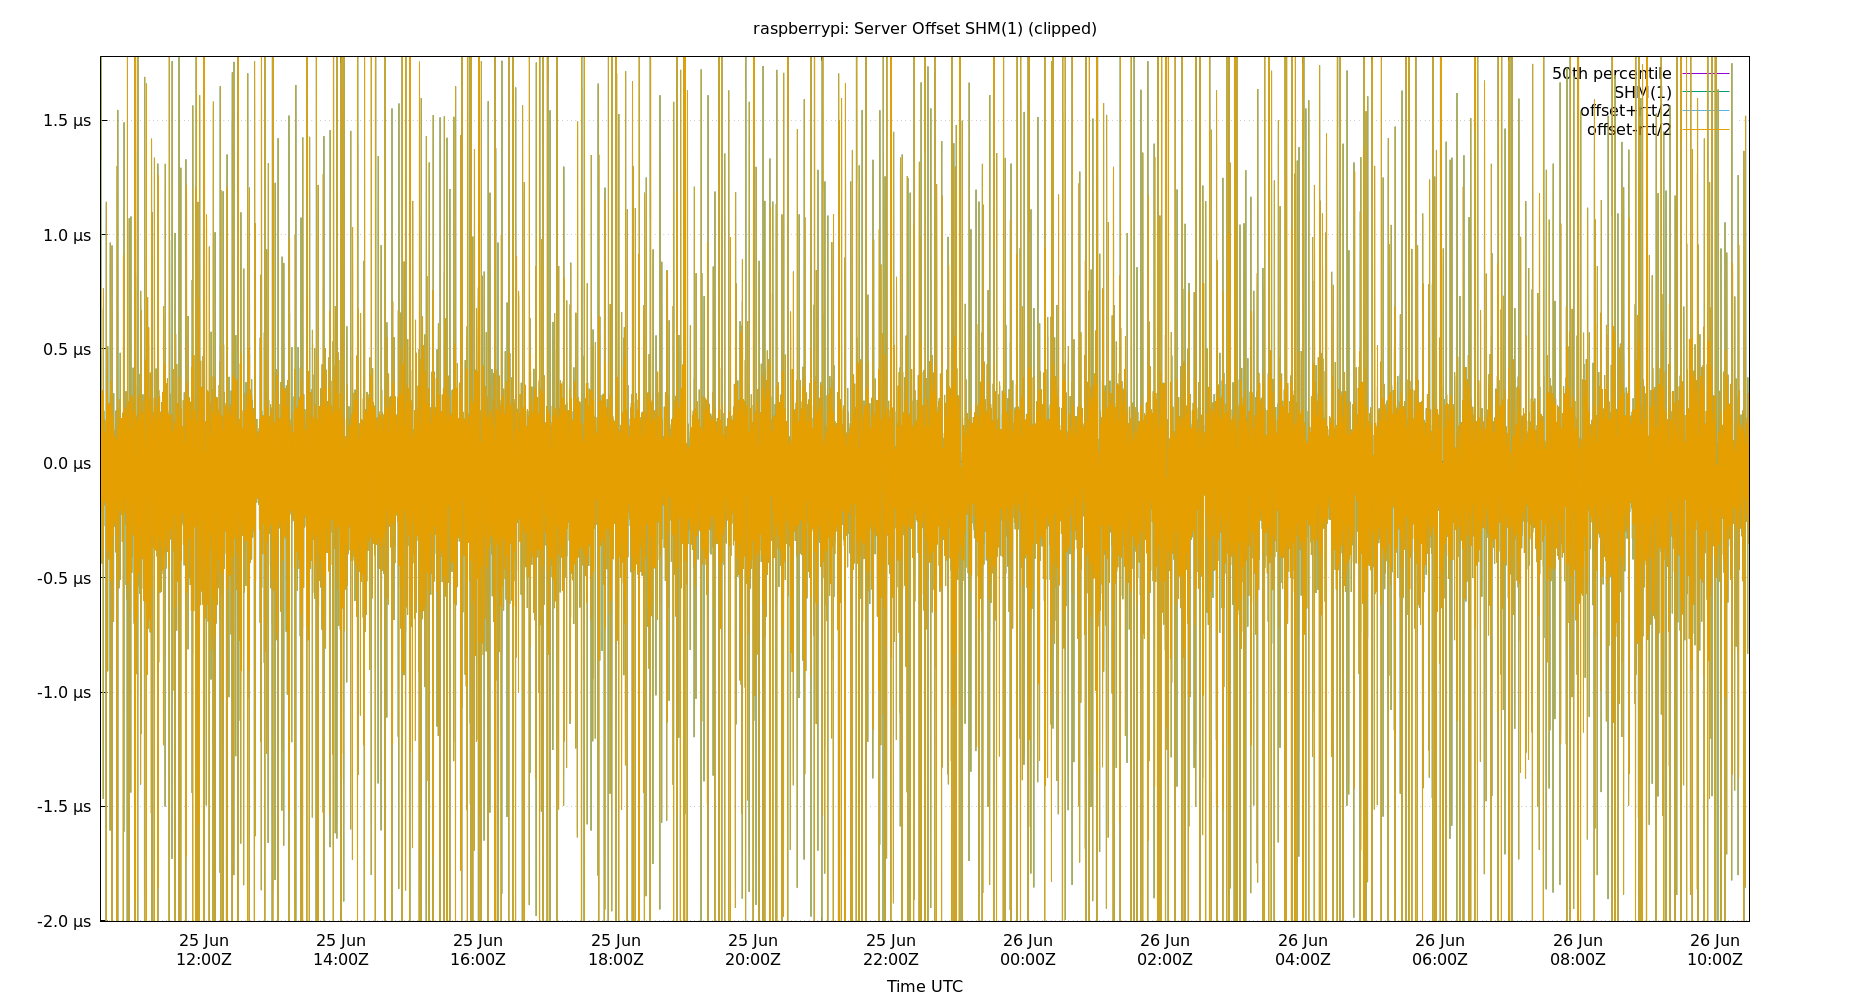 raspberrypi: Server Offset SHM(1) (clipped)
50th percentile
SHM(1)
offset+rtt/2
offset-rtt/2
1.5 µs
1.0 µs
0.5 µs
0.0 µs
-0.5 µs
-1.0 µs
-1.5 µs
-2.0 µs
25 Jun 25 Jun 25 Jun 25 Jun 25 Jun 25 Jun 26 Jun 26 Jun 26 Jun 26 Jun 26 Jun 26 Jun
12:00Z 14:00Z 16:00Z 18:00Z 20:00Z 22:00Z 00:00Z 02:00Z 04:00Z 06:00Z 08:00Z 10:00Z
Time UTC